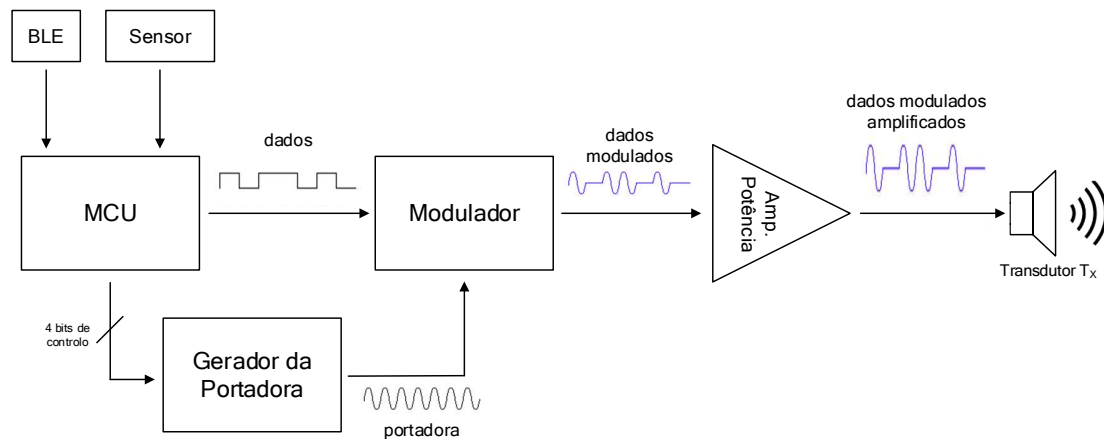 BLE
Sensor
dados
dados
modulados
dados modulados
amplificados
MCU
Modulador
Amp.
Potência
Transdutor Tx
4 bits de
controlo
Gerador da
Portadora
portadora